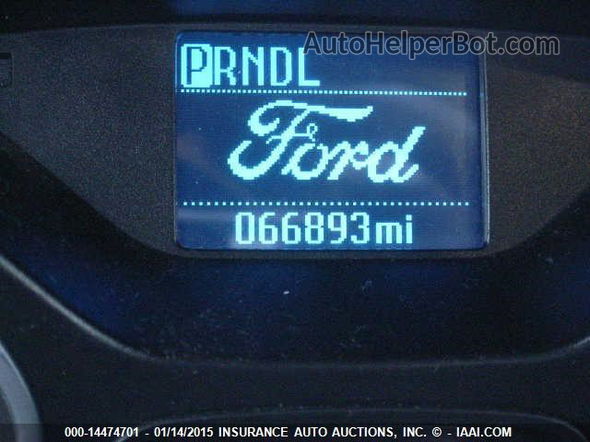 AutoHelperBot.com
PRNDL
Ford
066893mi
000-14474701 - 01/14/2015 INSURANCE AUTO AUCTIONS, INC. © - IAAI.COM